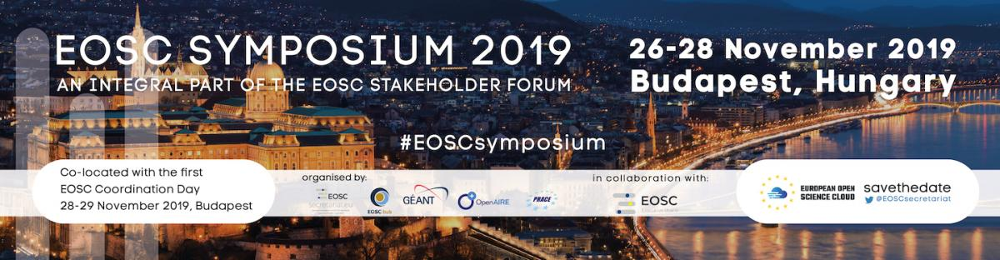 EOSC SYMPOSIUM 2019
AN INTEGRAL PART OF THE EOSC STAKEHOLDER FORUM
26-28 November 2019
Budapest, Hungary
#EOSCsymposium
Co-located with the first
EOSC Coordination Day
28-29 November 2019, Budapest
organised by:
EOSC
secretariat.eu
EOSC hub
GÉANT
OpenAIRE
PRACE
in collaboration with:
EOSC
EUROPEAN OPEN
SCIENCE CLOUD
savethedate
@EOSCsecretariat